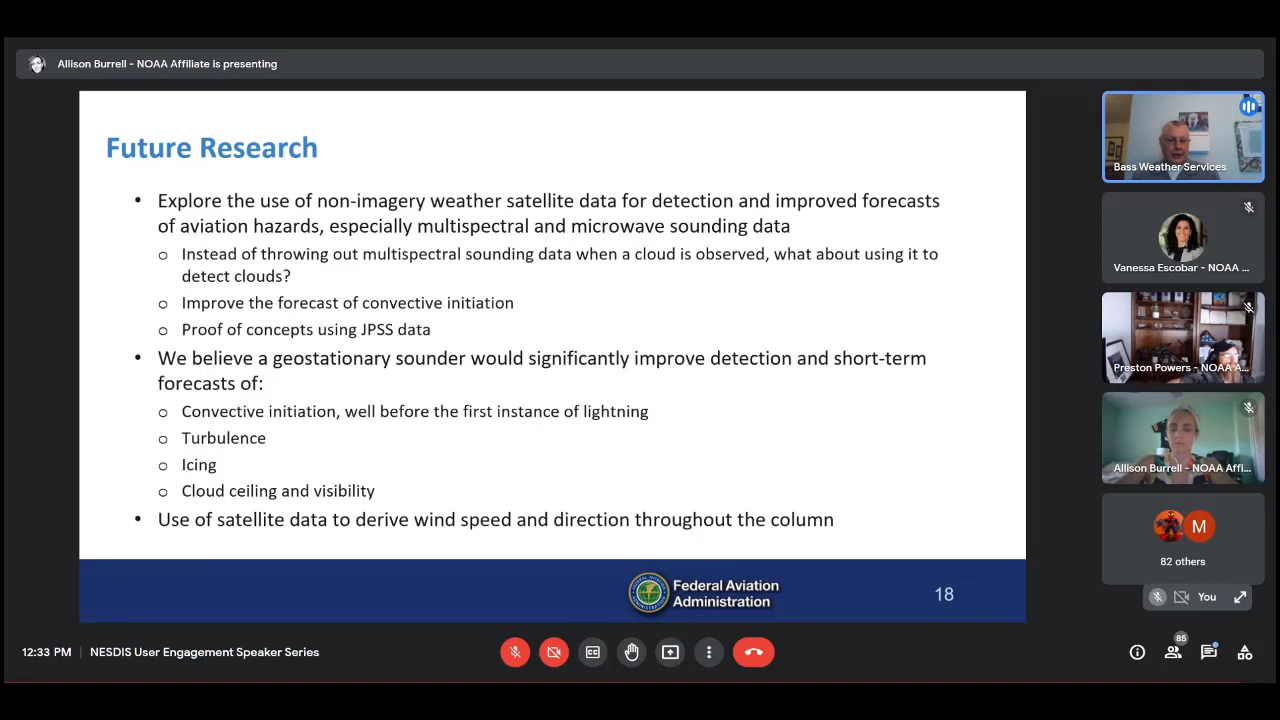 Allison Burrell - NOAA Affiliate is presenting
Future Research
• Explore the use of non-imagery weather satellite data for detection and improved forecasts
of aviation hazards, especially multispectral and microwave sounding data
o Instead of throwing out multispectral sounding data when a cloud is observed, what about using it to
detect clouds?
o Improve the forecast of convective initiation
o Proof of concepts using JPSS data
• We believe a geostationary sounder would significantly improve detection and short-term
forecasts of:
o Convective initiation, well before the first instance of lightning
o Turbulence
o Icing
o Cloud ceiling and visibility
• Use of satellite data to derive wind speed and direction throughout the column
Federal Aviation
Administration
18
Bass Weather Services
Vanessa Escobar - NOAA ...
Preston Powers - NOAA A...
Allison Burrell - NOAA Affi...
M
82 others
You
12:33 PM | NESDIS User Engagement Speaker Series
85